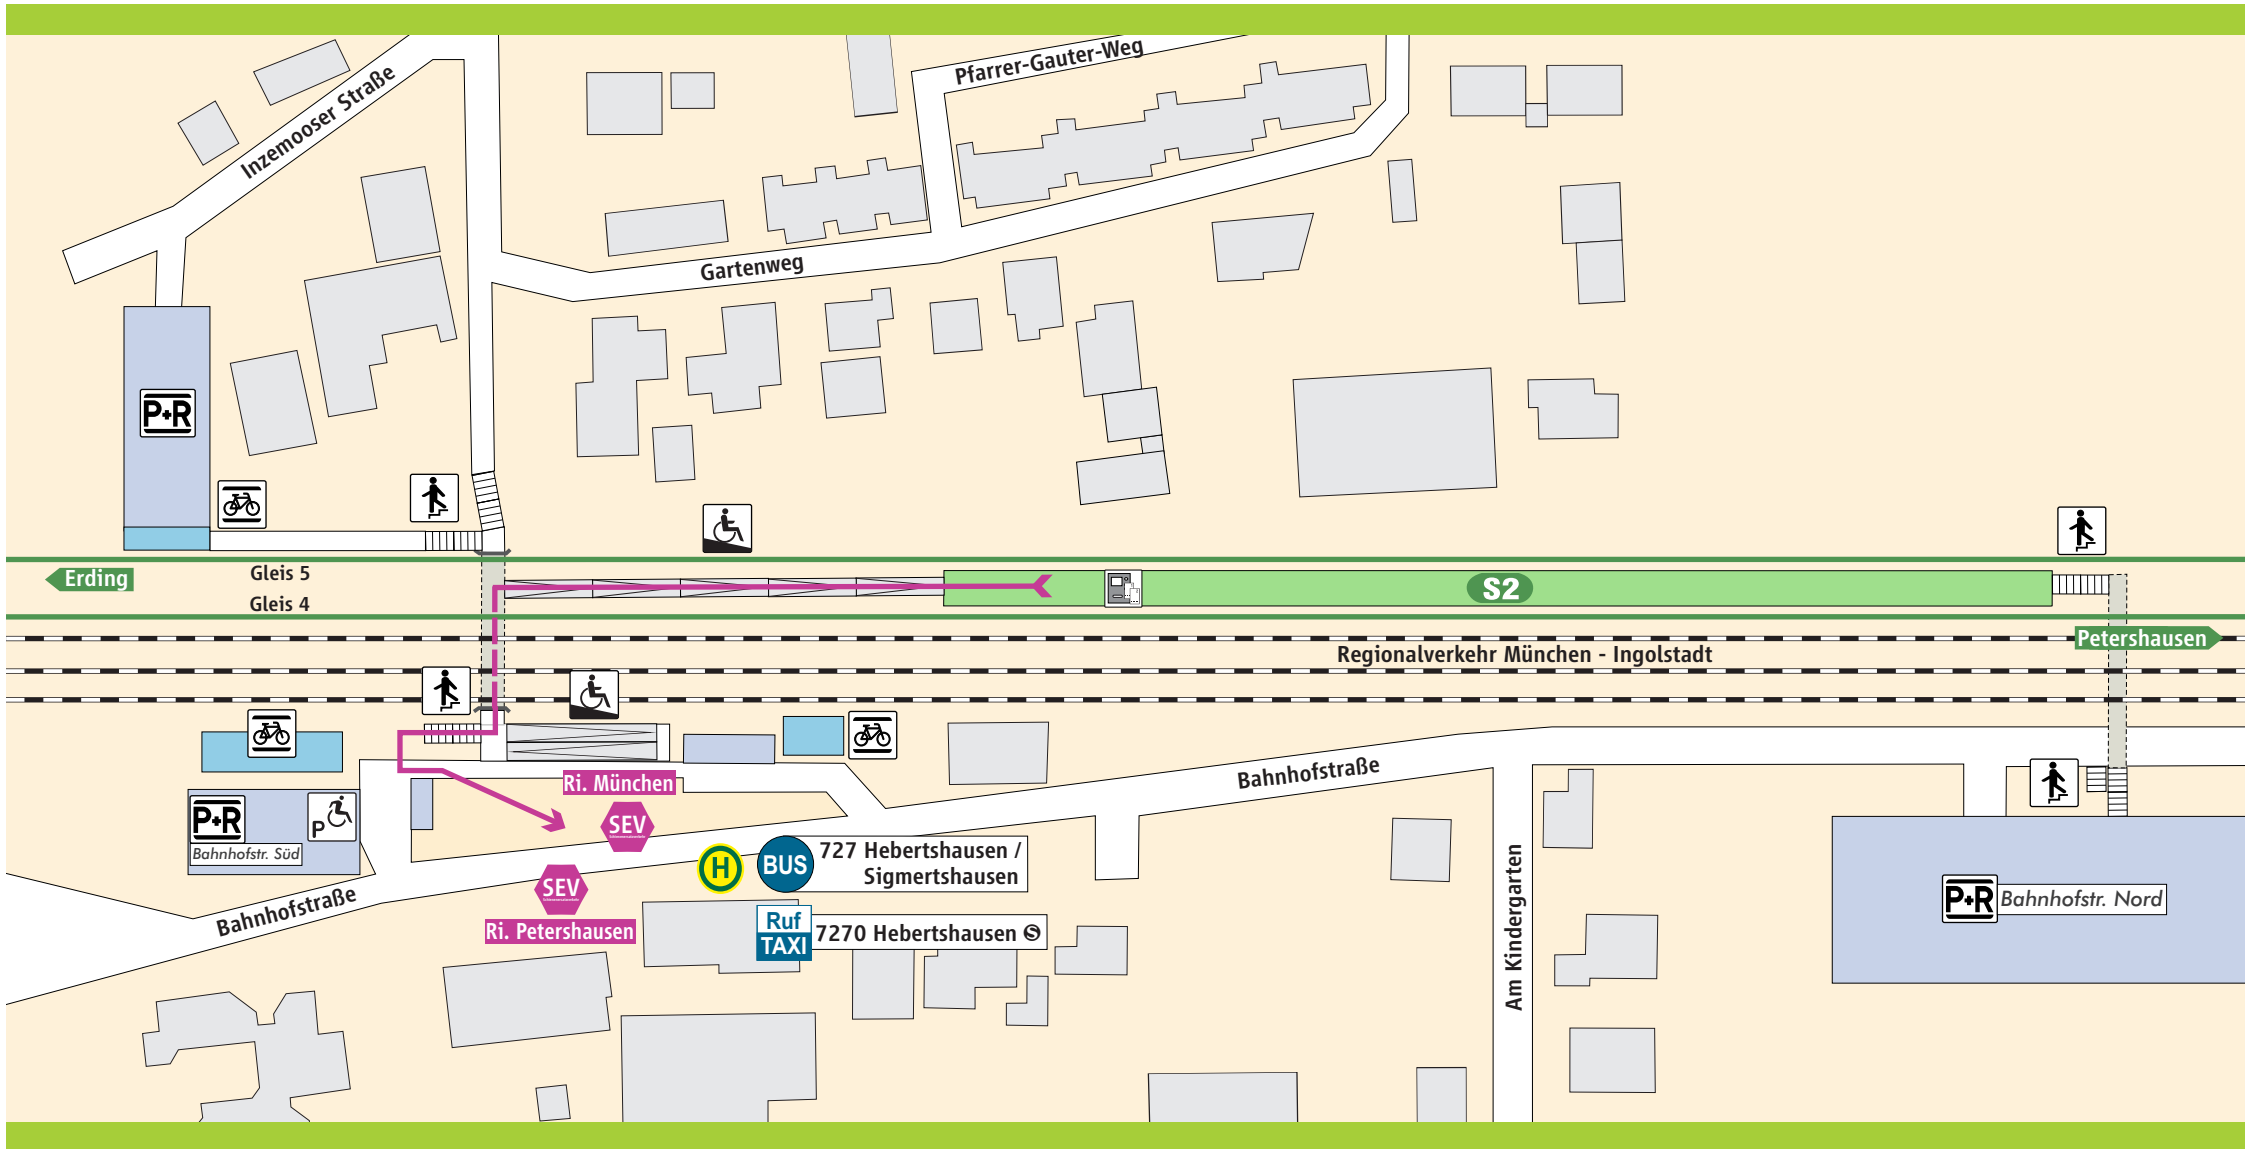 Pfarrer-Gauter-Weg
Inzemooser Straße
Gartenweg
P+R
Erding
Gleis 5
Gleis 4
S2
Petershausen
Regionalverkehr München - Ingolstadt
Bahnhofstraße
Ri. München
SEV
P+R
P
Bahnhofstr. Süd
H
BUS
727 Hebertshausen /
Sigmertshausen
SEV
Ri. Petershausen
Ruf
TAXI
7270 Hebertshausen S
Bahnhofstraße
Am Kindergarten
P+R
Bahnhofstr. Nord